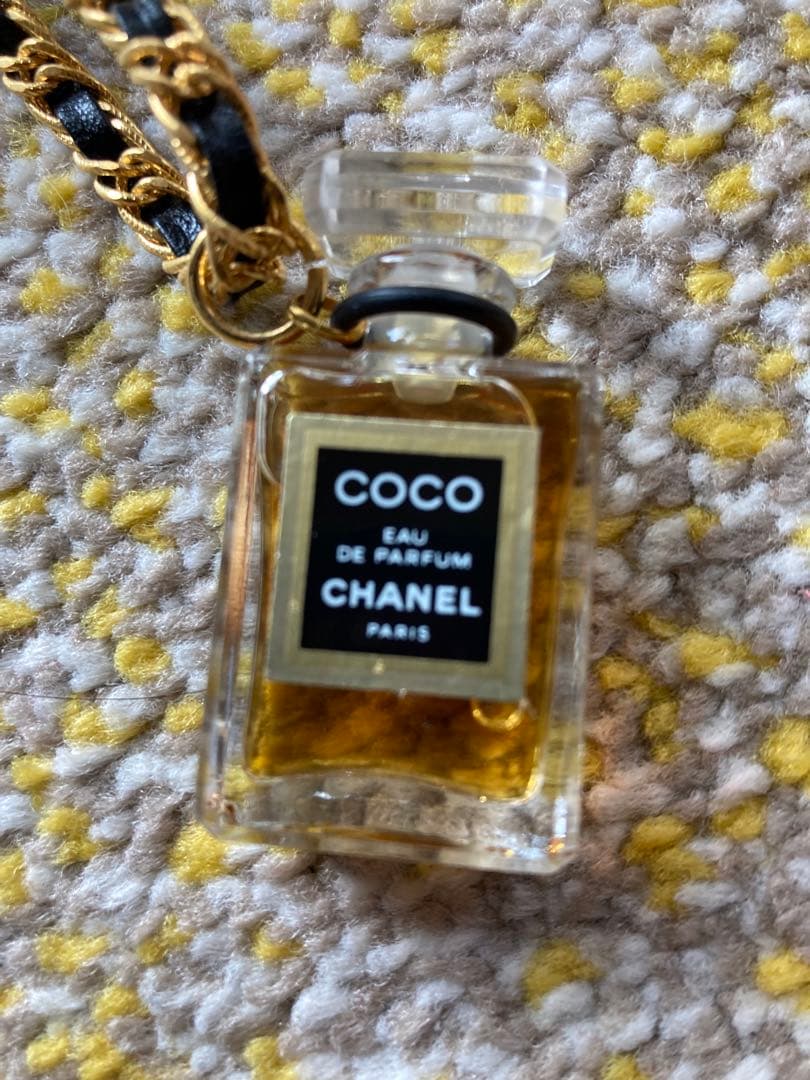 COCO
EAU
DE PARFUM
CHANEL
PARIS